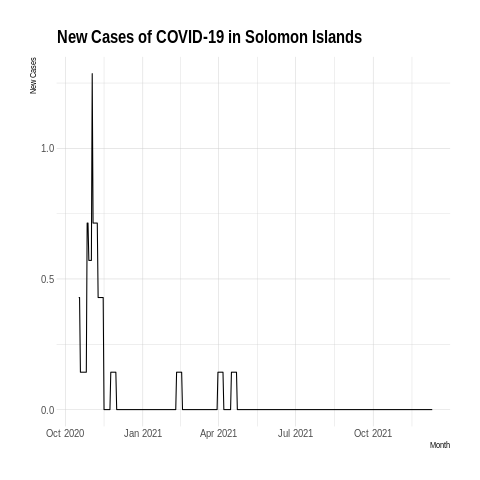 New Cases of COVID-19 in Solomon Islands
New Cases
1.0
0.5
0.0
Oct 2020 Jan 2021 Apr 2021 Jul 2021 Oct 2021
Month